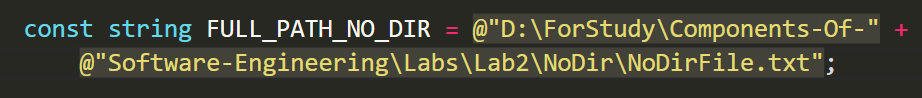 const string FULL_PATH_NO_DIR = @"D:\ForStudy\Components-Of-" +
@"Software-Engineering\Labs\Lab2\NoDir\NoDirFile.txt";